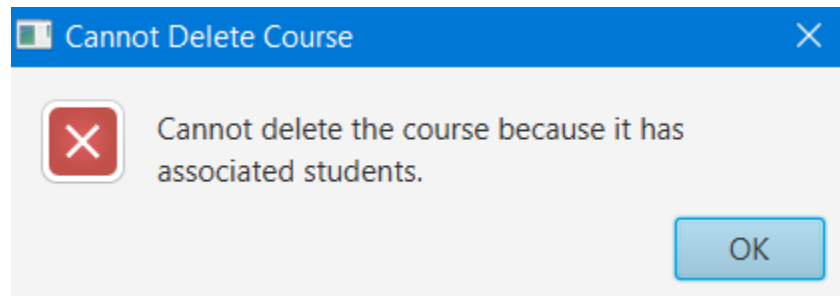 Cannot Delete Course
Cannot delete the course because it has
associated students.
OK